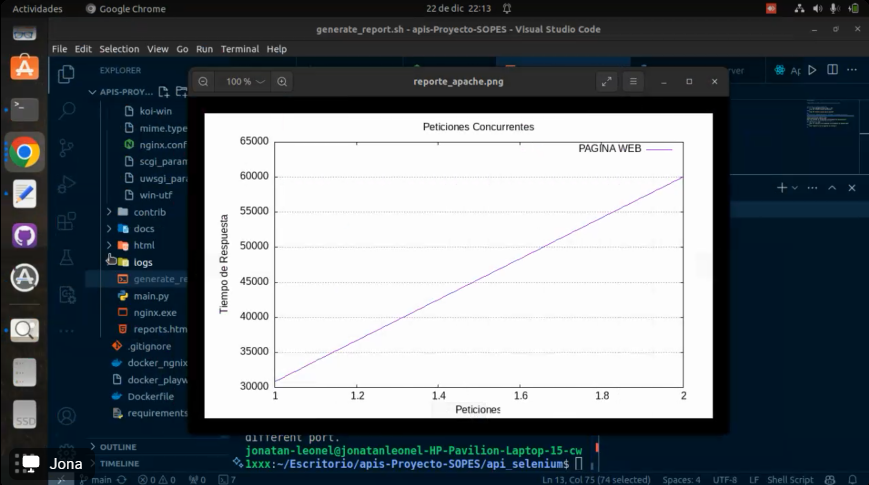 Actividades
Google Chrome
22 de dic 22:13
generate_report.sh - apis-Proyecto-SOPES - Visual Studio Code
File Edit Selection View Go Run Terminal Help
EXPLORER
APIS-PROY...
koi-win
mime.type
nginx.conf
scgi_param
uwsgi_para
win-utf
contrib
docs
html
logs
generate_re
main.py
nginx.exe
reports.htm
.gitignore
docker_nginx
docker_playw
Dockerfile
requirements
OUTLINE
TIMELINE
100 %
reporte_apache.png
Peticiones Concurrentes
PAGINA WEB
Tiempo de Respuesta
65000
60000
55000
50000
45000
40000
35000
30000
1 1.2 1.4 1.6 1.8 2
Peticiones
erver
Ap
different port.
jonatan-leonel@jonatanleonel-HP-Pavilion-Laptop-15-cw
1xxx:~/Escritorio/apis-Proyecto-SOPES/api_selenium$
SSD
Jona
main 0 0 0 7 Ln 13, Col 75 (74 selected) Spaces: 4 UTF-8 LF Shell Script